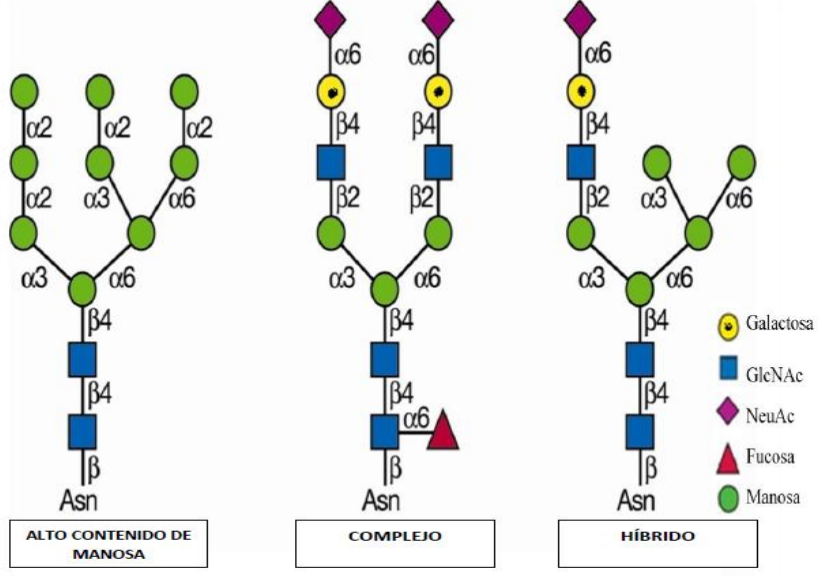 α6 α6 α6
α2 α2 α2 β4 β4 β4
α2 α3 α6 β2 β2 β2 α3 α6
α3 α6 α3 α6 α3 α6
β4 β4 β4
β4 β4 β4
α6
β β β
Asn Asn Asn
Galactosa
GlcNAc
NeuAc
Fucosa
Manosa
ALTO CONTENIDO DE
MANOSA
COMPLEJO
HÍBRIDO